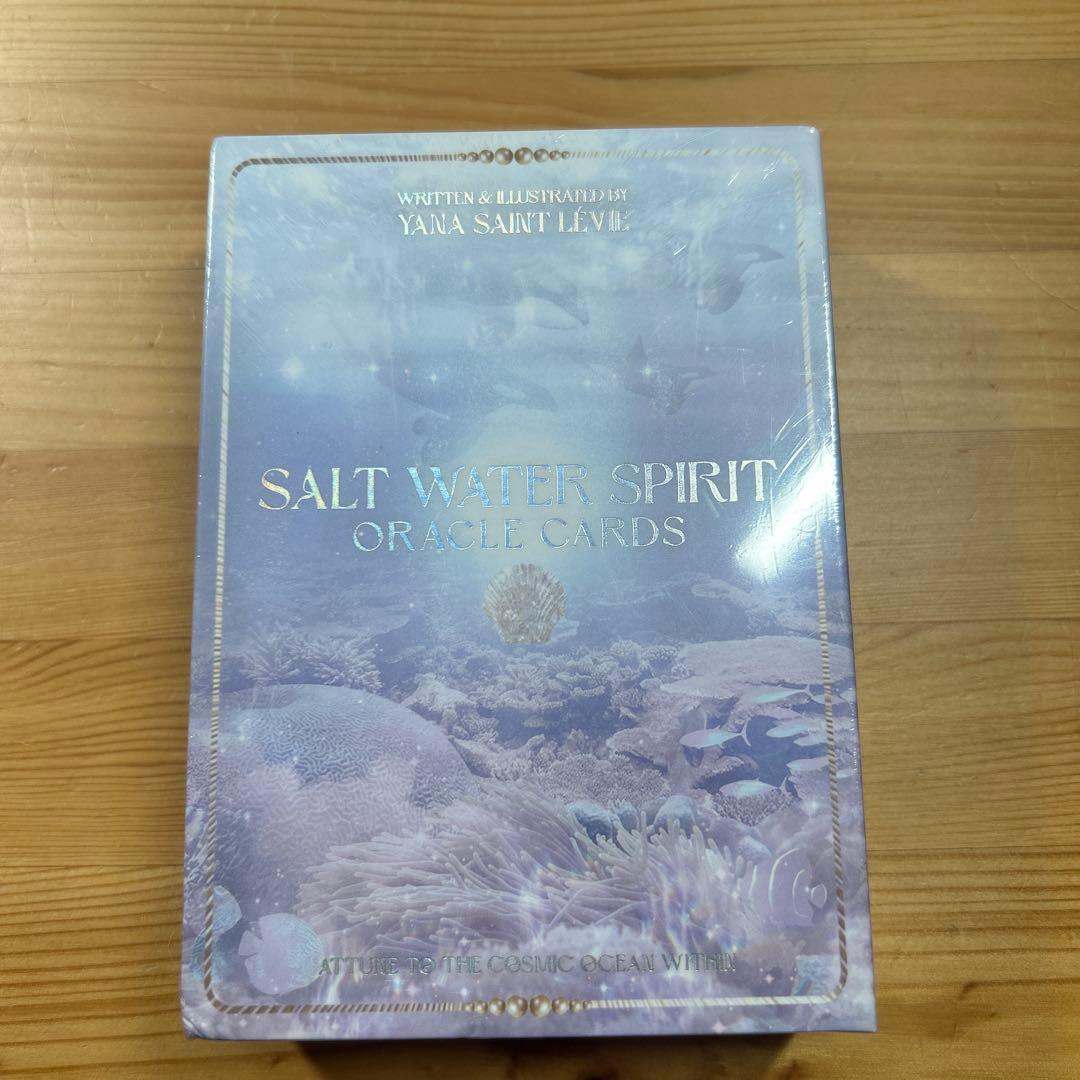 WRITTEN & ILLUSTRATED BY
YANA SAINT LÉVIE
SALT WATER SPIRIT
ORACLE CARDS
ATTUNE TO THE COSMIC OCEAN WITHIN